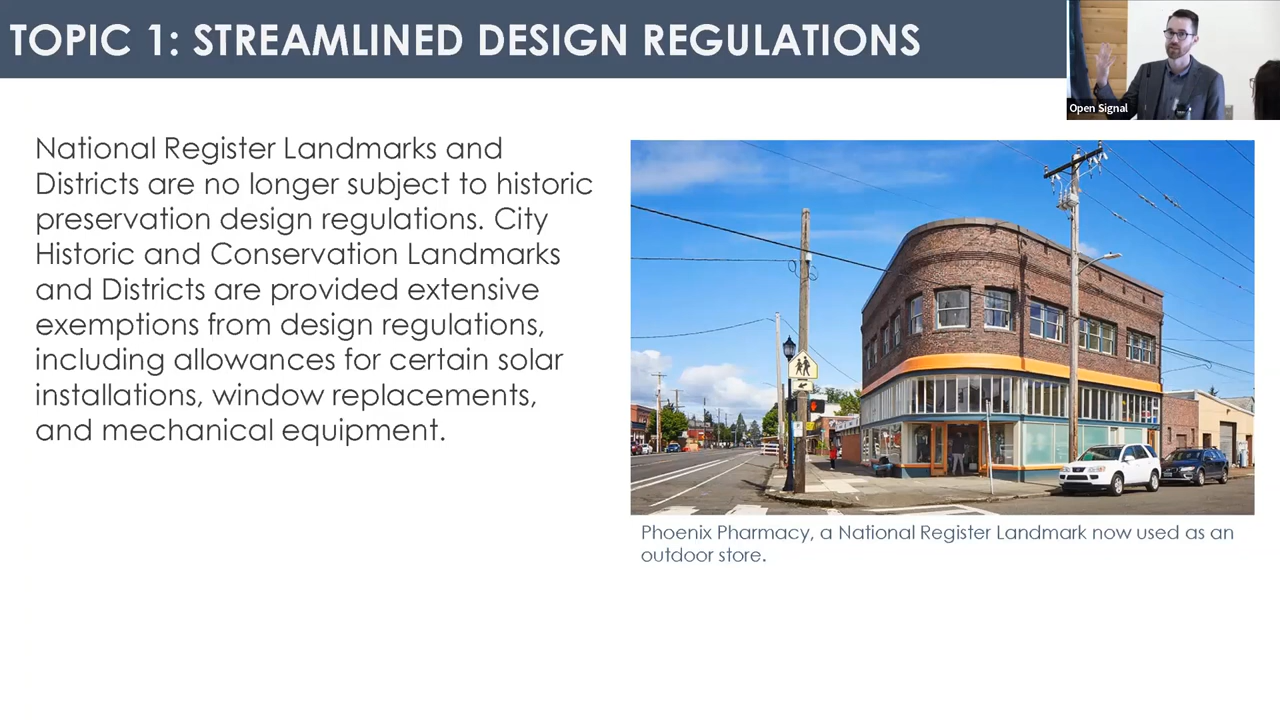 TOPIC 1: STREAMLINED DESIGN REGULATIONS
Open Signal
National Register Landmarks and
Districts are no longer subject to historic
preservation design regulations. City
Historic and Conservation Landmarks
and Districts are provided extensive
exemptions from design regulations,
including allowances for certain solar
installations, window replacements,
and mechanical equipment.
Phoenix Pharmacy, a National Register Landmark now used as an
outdoor store.